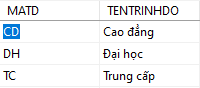 MATD TENTRINHDO
CD Cao đẳng
DH Đại học
TC Trung cấp